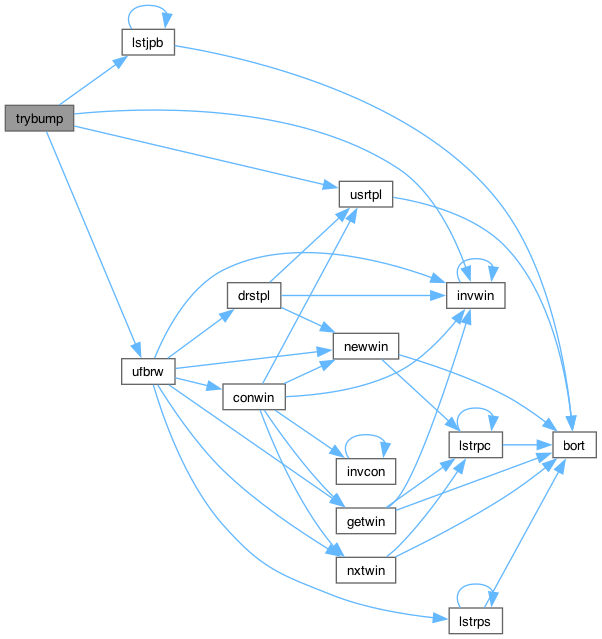 lstjpb
trybump
usrtpl
drstpl
invwin
newwin
ufbrw
conwin
lstrpc
bort
invcon
getwin
nxtwin
lstrps